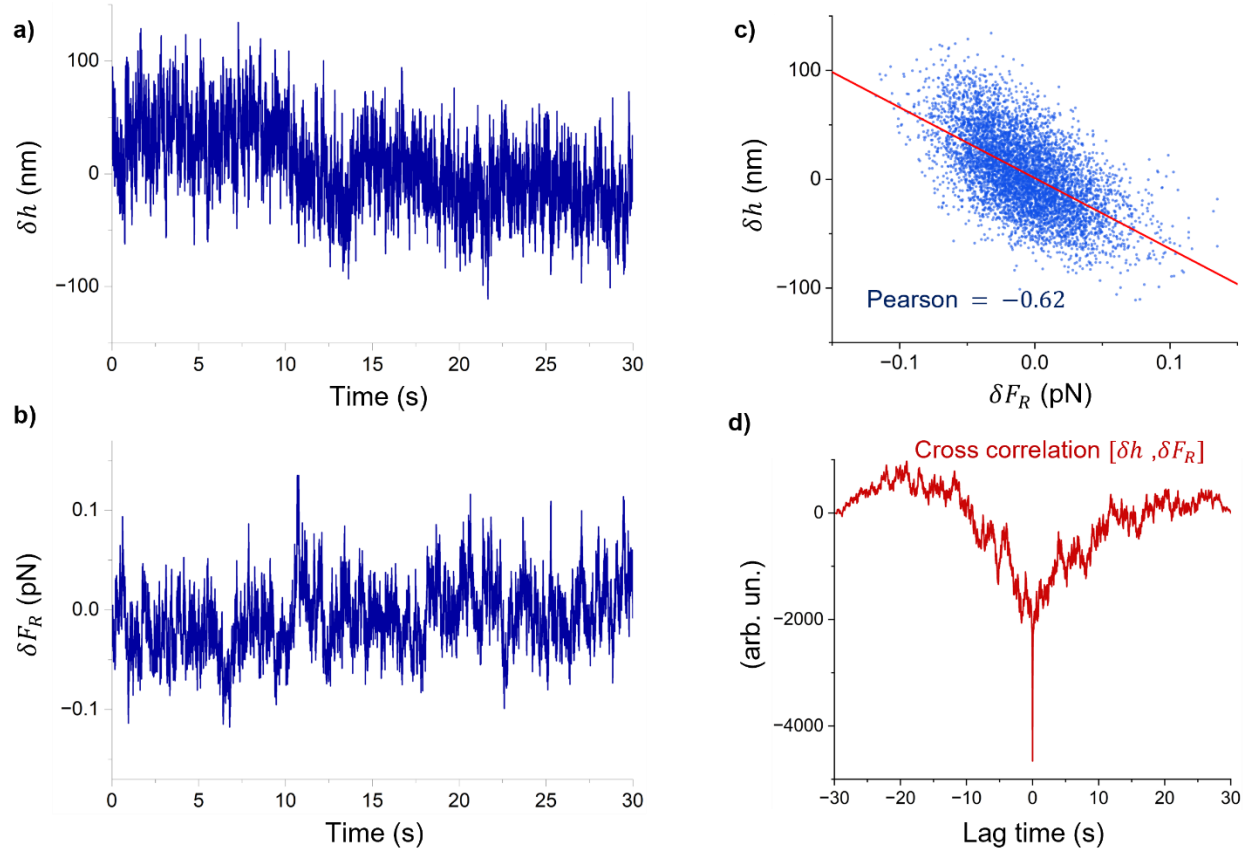 a)
δh (nm)
100
0
−100
0 5 10 15 20 25 30
Time (s)
b)
δF_R (pN)
0.1
0.0
−0.1
0 5 10 15 20 25 30
Time (s)
c)
δh (nm)
100
0
−100
Pearson = −0.62
−0.1 0.0 0.1
δF_R (pN)
d)
Cross correlation [δh ,δF_R]
(arb. un.)
0
−2000
−4000
−30 −20 −10 0 10 20 30
Lag time (s)